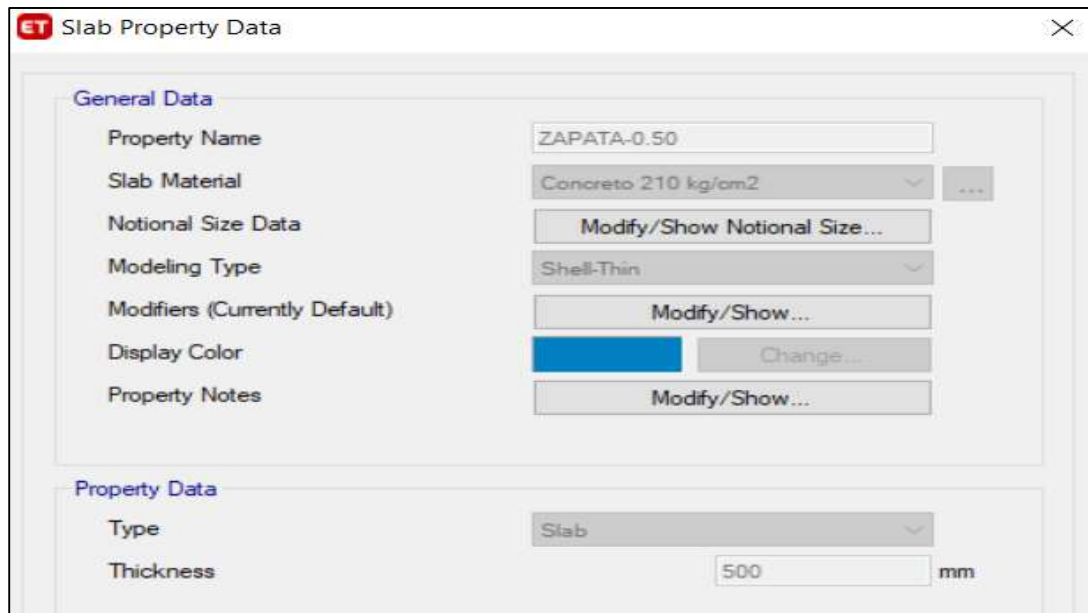 ET Slab Property Data
General Data
Property Name ZAPATA-0.50
Slab Material Concreto 210 kg/cm2 ...
Notional Size Data Modify/Show Notional Size...
Modeling Type Shell-Thin
Modifiers (Currently Default) Modify/Show...
Display Color Change...
Property Notes Modify/Show...
Property Data
Type Slab
Thickness 500 mm